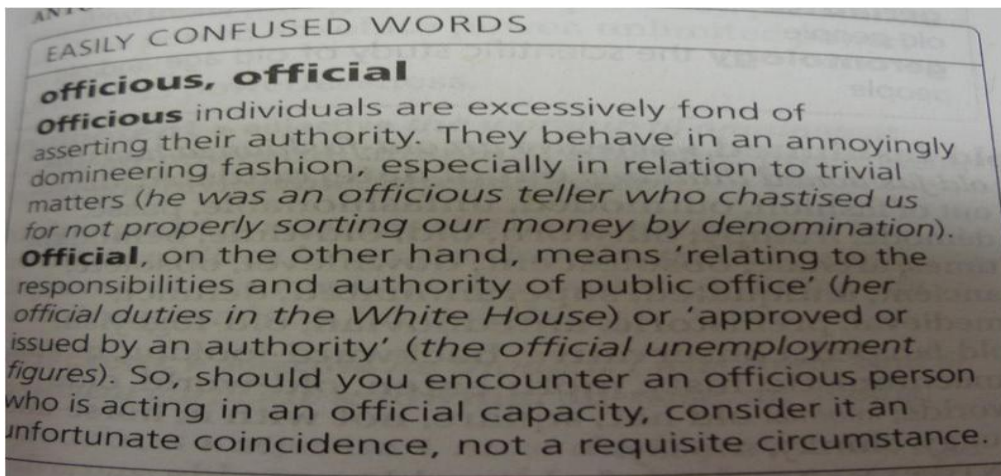 EASILY CONFUSED WORDS
officious, official
officious individuals are excessively fond of
asserting their authority. They behave in an annoyingly
domineering fashion, especially in relation to trivial
matters (he was an officious teller who chastised us
for not properly sorting our money by denomination).
official, on the other hand, means ‘relating to the
responsibilities and authority of public office’ (her
official duties in the White House) or ‘approved or
issued by an authority’ (the official unemployment
figures). So, should you encounter an officious person
who is acting in an official capacity, consider it an
unfortunate coincidence, not a requisite circumstance.